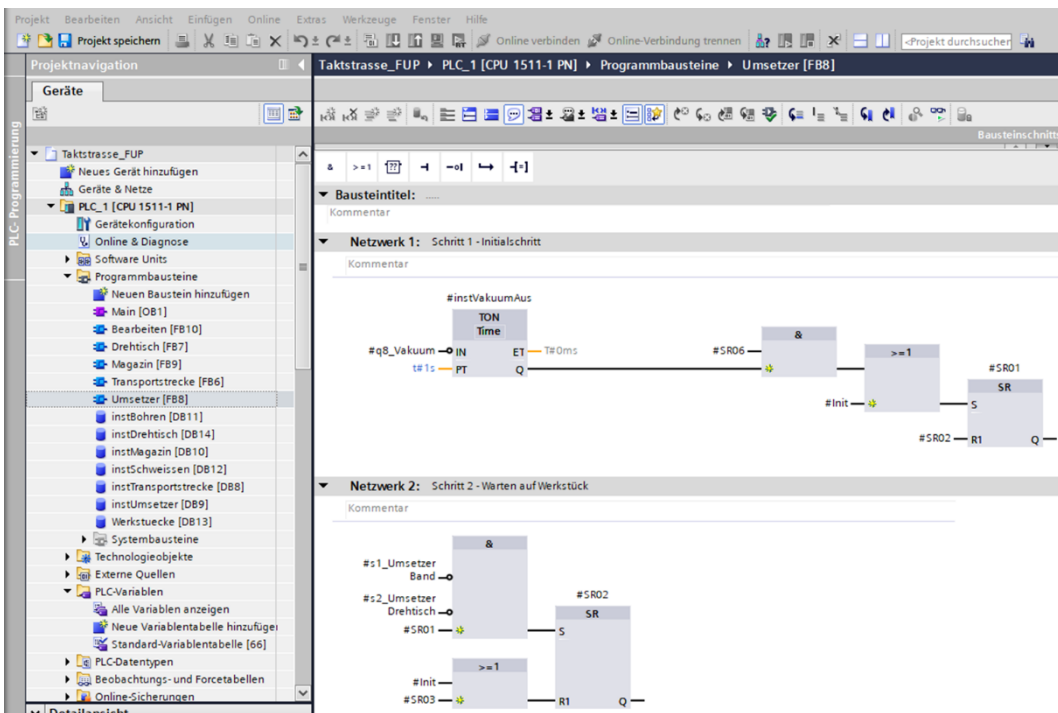 Projekt Bearbeiten Ansicht Einfügen Online Extras Werkzeuge Fenster Hilfe
Projekt speichern Online verbinden Online-Verbindung trennen <Projekt durchsucher
Projektnavigation
Taktstrasse_FUP PLC_1 [CPU 1511-1 PN] Programmbausteine Umsetzer [FB8]
Geräte
PLC-Programmierung
Bausteinschnitts
Taktstrasse_FUP
Neues Gerät hinzufügen
Geräte & Netze
PLC_1 [CPU 1511-1 PN]
Gerätekonfiguration
Online & Diagnose
Software Units
Programmbausteine
Neuen Baustein hinzufügen
Main [OB1]
Bearbeiten [FB10]
Drehtisch [FB7]
Magazin [FB9]
Transportstrecke [FB6]
Umsetzer [FB8]
instBohren [DB11]
instDrehtisch [DB14]
instMagazin [DB10]
instSchweissen [DB12]
instTransportstrecke [DB8]
instUmsetzer [DB9]
Werkstuecke [DB13]
Systembausteine
Technologieobjekte
Externe Quellen
PLC-Variablen
Alle Variablen anzeigen
Neue Variablentabelle hinzufüger
Standard-Variablentabelle [66]
PLC-Datentypen
Beobachtungs- und Forcetabellen
Online-Sicherungen
Detailansicht
& >=1 ??
Bausteintitel: .....
Kommentar
Netzwerk 1: Schritt 1 - Initialschritt
Kommentar
#instVakuumAus
TON
Time
#q8_Vakuum IN ET T#0ms
t#1s PT Q
&
#SR06
>=1
#Init
#SR01
SR
S
#SR02 R1 Q
Netzwerk 2: Schritt 2 - Warten auf Werkstück
Kommentar
&
#s1_Umsetzer
Band
#s2_Umsetzer
Drehtisch
#SR01
#SR02
SR
S
>=1
#Init
#SR03 R1 Q